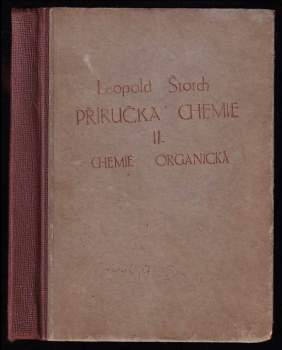 Leopold Štorch
PŘÍRUČKA CHEMIE
II.
CHEMIE ORGANICKÁ